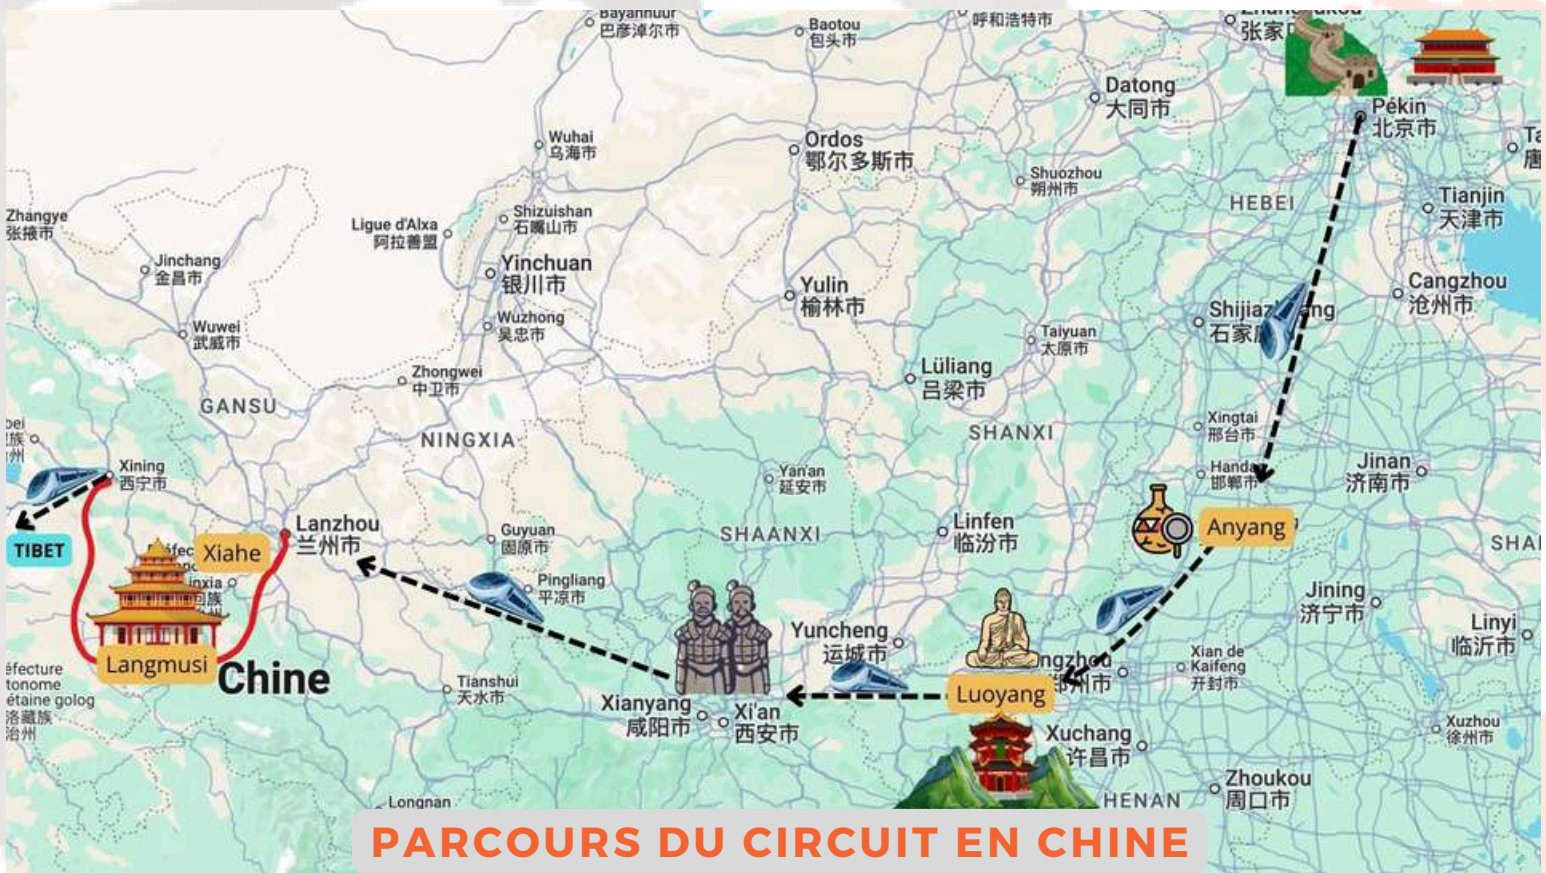 Bayannuur
巴彦淖尔市
Baotou
包头市
呼和浩特市
Datong
大同市
Pékin
北京市
Wuhai
乌海市
Ordos
鄂尔多斯市
Shuozhou
朔州市
HEBEI
Tianjin
天津市
Zhangye
张掖市
Ligue d'Alxa
阿拉善盟
Shizuishan
石嘴山市
Jinchang
金昌市
Yinchuan
银川市
Yulin
榆林市
Cangzhou
沧州市
Wuwei
武威市
Wuzhong
吴忠市
Taiyuan
太原市
Zhongwei
中卫市
Lüliang
吕梁市
GANSU
NINGXIA
SHANXI
Xingtai
邢台市
Jinan
济南市
Xining
西宁市
Yan'an
延安市
邯郸市
TIBET
Xiahe
Lanzhou
兰州市
Guyuan
固原市
SHAANXI
Linfen
临汾市
Anyang
Pingliang
平凉市
Jining
济宁市
Linyi
临沂市
Yuncheng
运城市
Xian de
Kaifeng
开封市
Langmusi
Chine
Tianshui
天水市
Xianyang
咸阳市
Xi'an
西安市
Luoyang
Xuchang
许昌市
Xuzhou
徐州市
Zhoukou
周口市
HENAN
Longnan
PARCOURS DU CIRCUIT EN CHINE